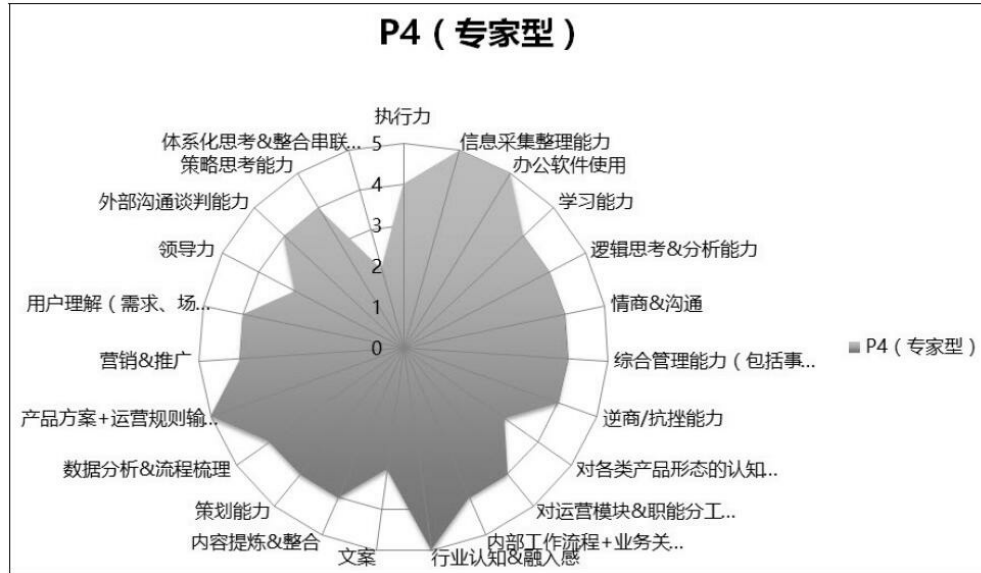 P4（专家型）
执行力
信息采集整理能力
办公软件使用
学习能力
逻辑思考&分析能力
情商&沟通
综合管理能力（包括事...
逆商/抗挫能力
对各类产品形态的认知...
对运营模块&职能分工...
内部工作流程+业务关...
行业认知&融入感
文案
内容提炼&整合
策划能力
数据分析&流程梳理
产品方案+运营规则输...
营销&推广
用户理解（需求、场...
领导力
外部沟通谈判能力
策略思考能力
体系化思考&整合串联...
5
4
3
2
1
0
P4（专家型）